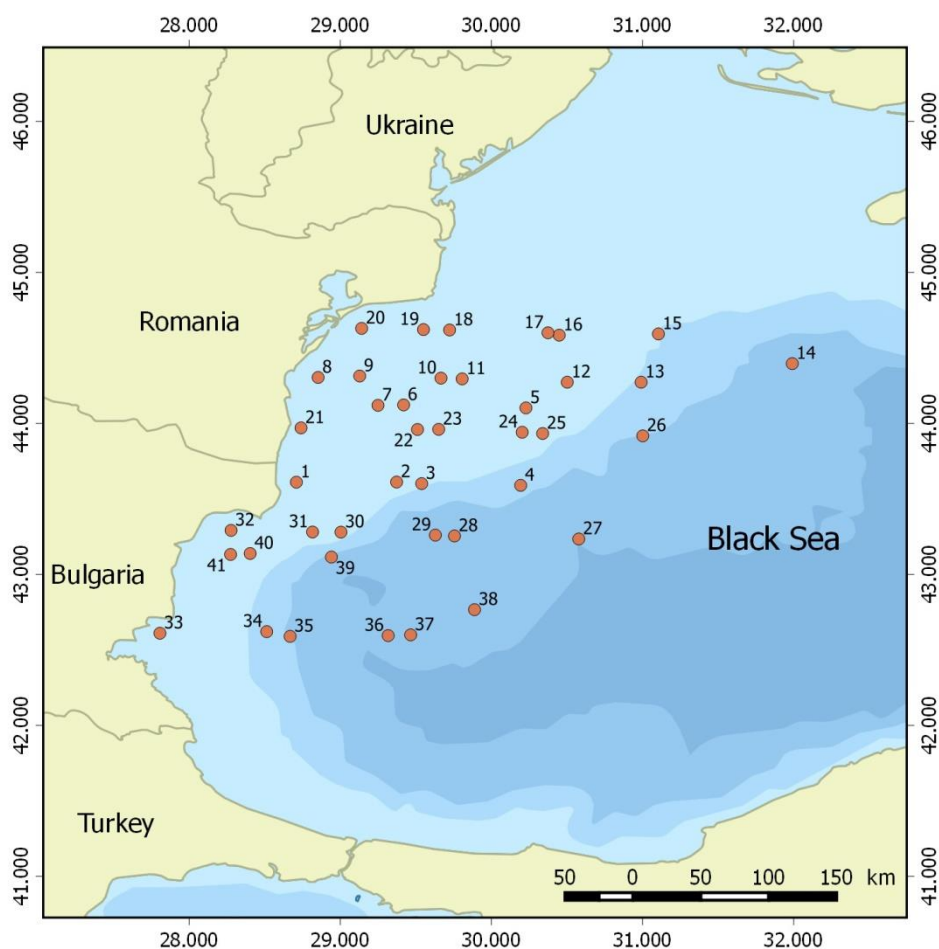 28.000 29.000 30.000 31.000 32.000
46.000 46.000
Ukraine
45.000 45.000
Romania
20 19 18 17 16 15
14
8 9 10 11 12 13
7 6 5
21 22 23 24 25 26
44.000 44.000
1 2 3 4
32 31 30 29 28 27
Black Sea
41 40 39
Bulgaria
43.000 43.000
38
33 34 35 36 37
42.000 42.000
Turkey
41.000 41.000
50 0 50 100 150 km
28.000 29.000 30.000 31.000 32.000